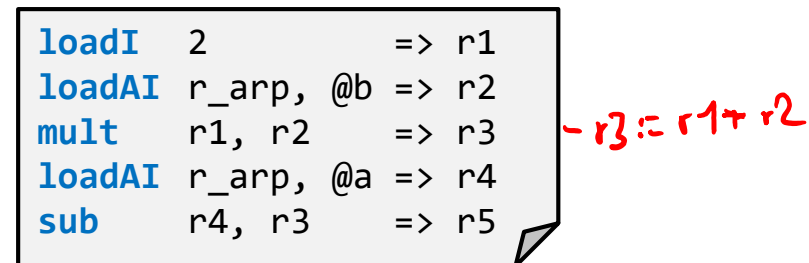 loadI 2 => r1
loadAI r_arp, @b => r2
mult r1, r2 => r3
- r3 := r1 * r2
loadAI r_arp, @a => r4
sub r4, r3 => r5